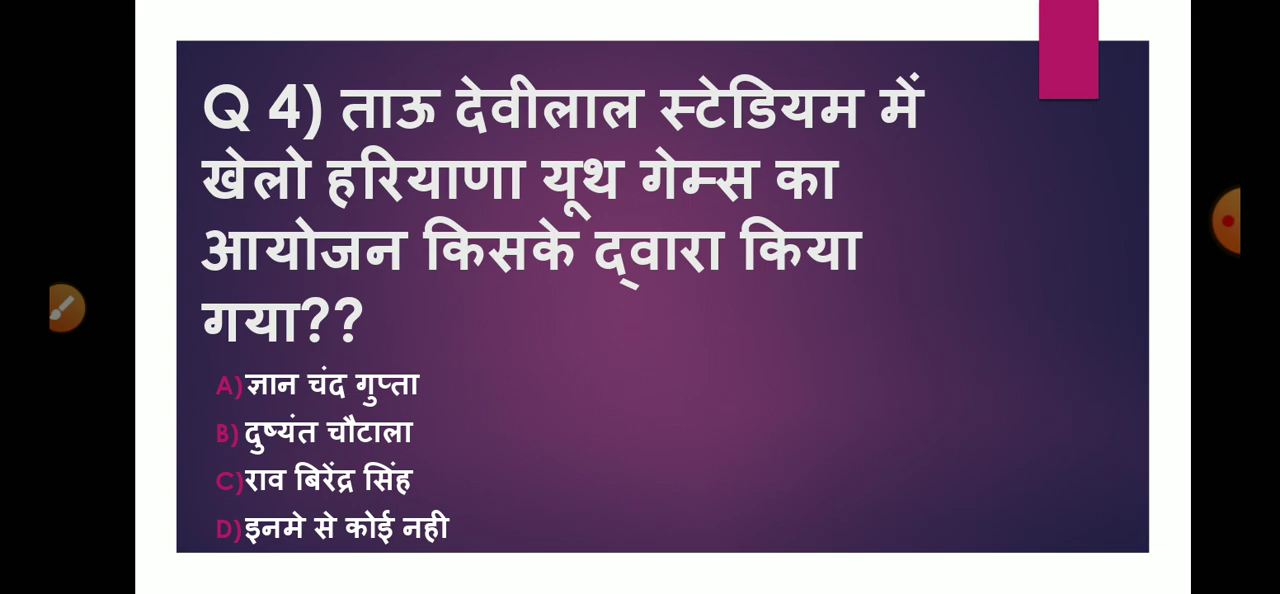 Q 4) ताऊ देवीलाल स्टेडियम में
खेलो हरियाणा यूथ गेम्स का
आयोजन किसके द्‌वारा किया
गया??
A)ज्ञान चंद गुप्ता
B) दुष्यंत चौटाला
C)राव बिरेंद्र सिंह
D)इनमे से कोई नही